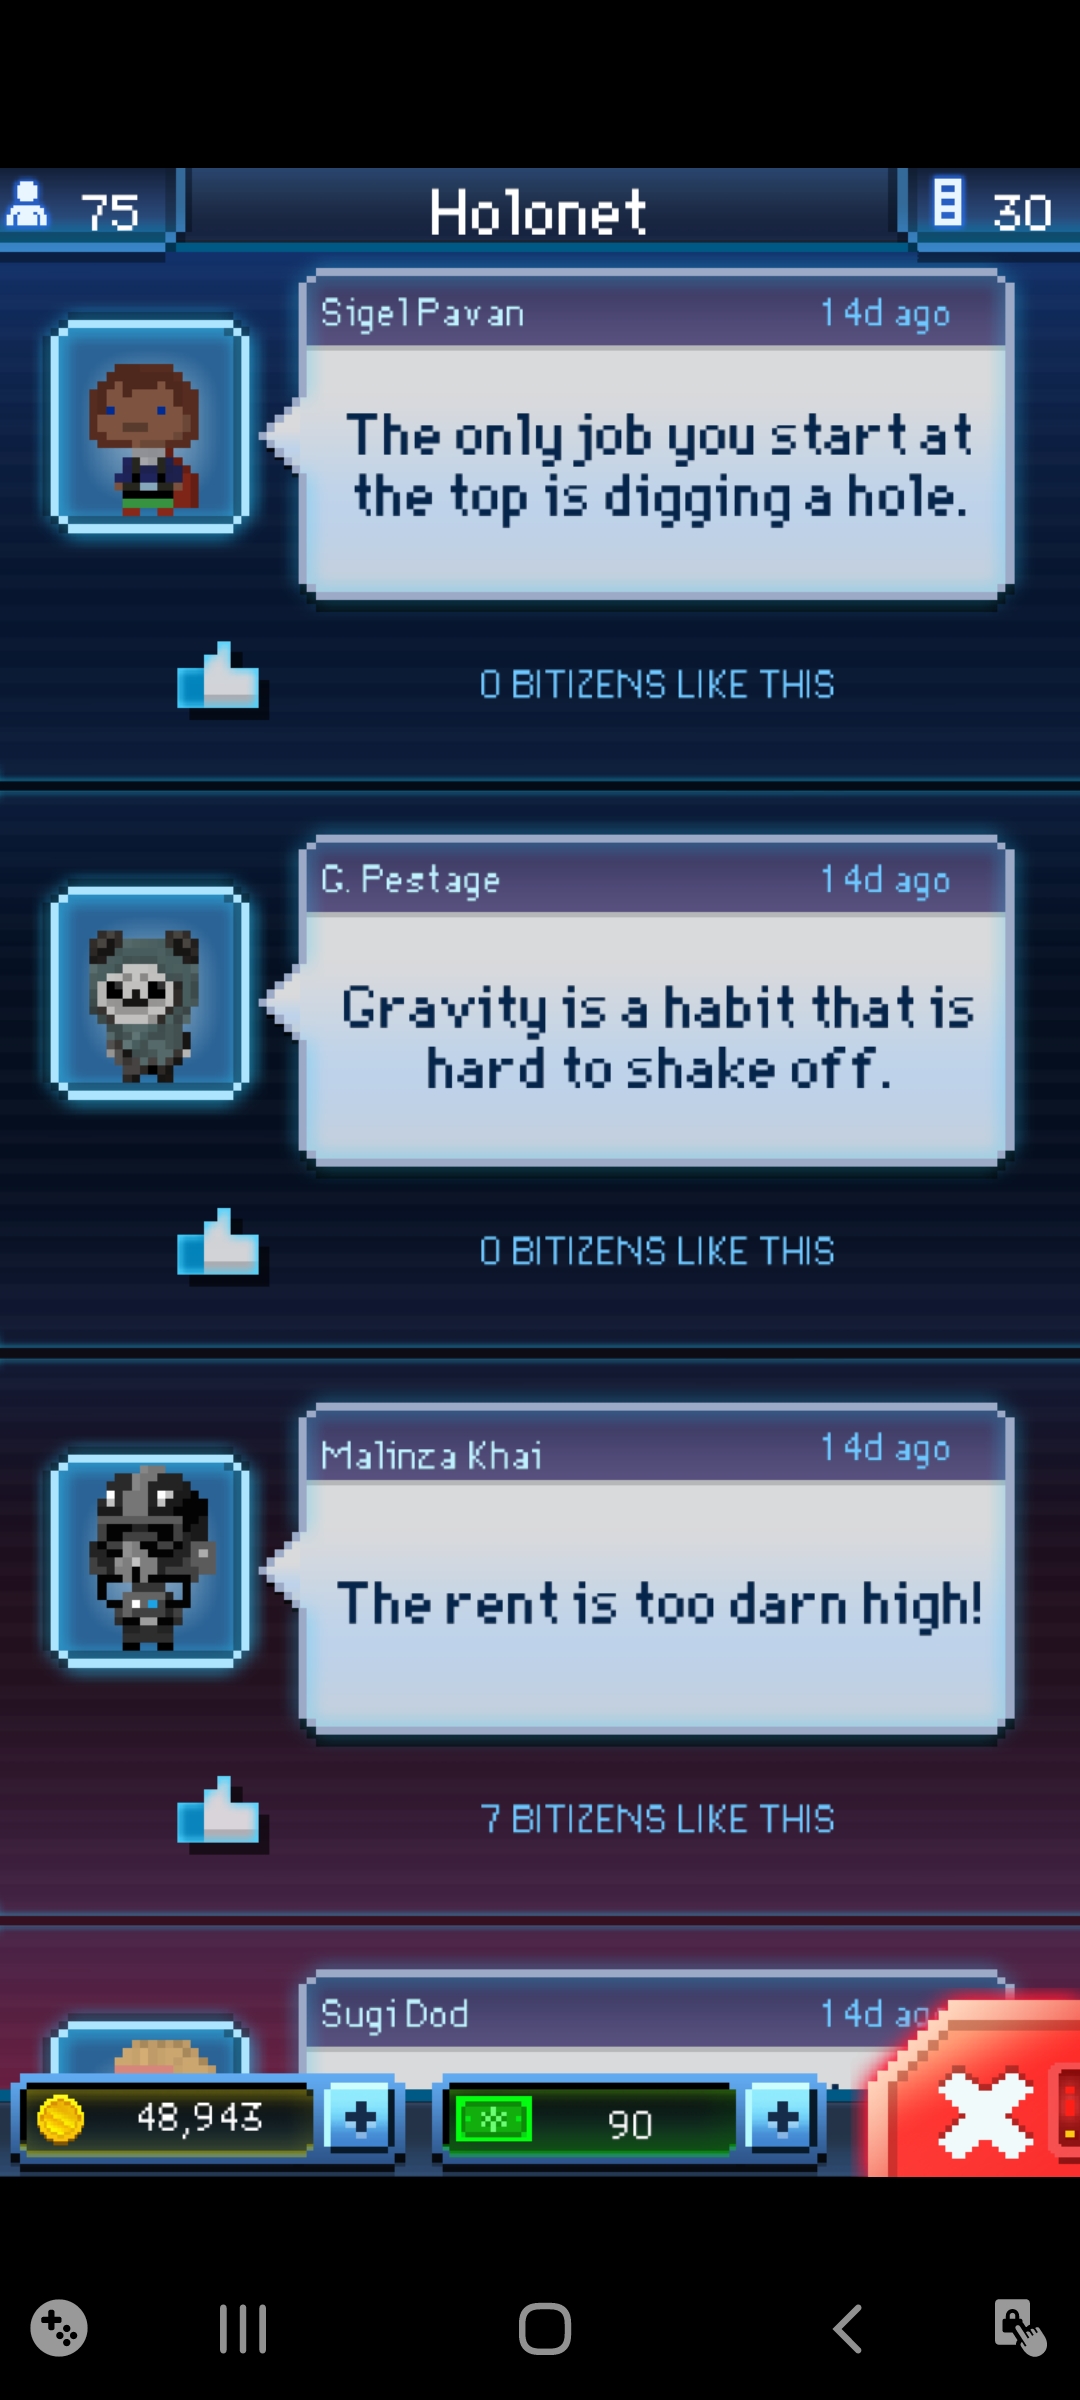 75
Holonet
30
Sigel Pavan
14d ago
The only job you start at
the top is digging a hole.
0 BITIZENS LIKE THIS
G. Pestage
14d ago
Gravity is a habit that is
hard to shake off.
0 BITIZENS LIKE THIS
Malinza Khai
14d ago
The rent is too darn high!
7 BITIZENS LIKE THIS
Sugi Dod
14d ago
48,943
90